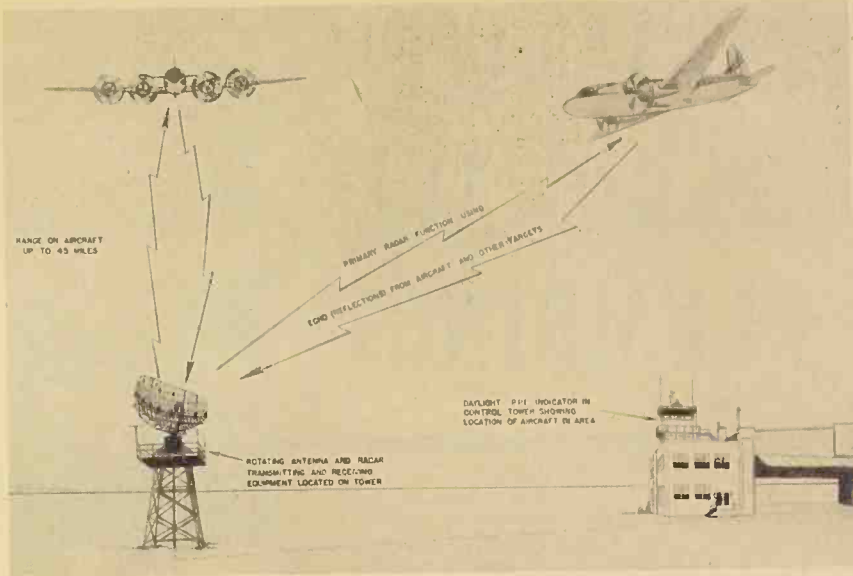 RANGE ON AIRCRAFT
UP TO 45 MILES
PRIMARY RADAR FUNCTION USING
ECHO (REFLECTIONS) FROM AIRCRAFT AND OTHER TARGETS
DAYLIGHT P.P.I. INDICATOR IN
CONTROL TOWER SHOWING
LOCATION OF AIRCRAFT IN AREA
ROTATING ANTENNA AND RADAR
TRANSMITTING AND RECEIVING
EQUIPMENT LOCATED ON TOWER